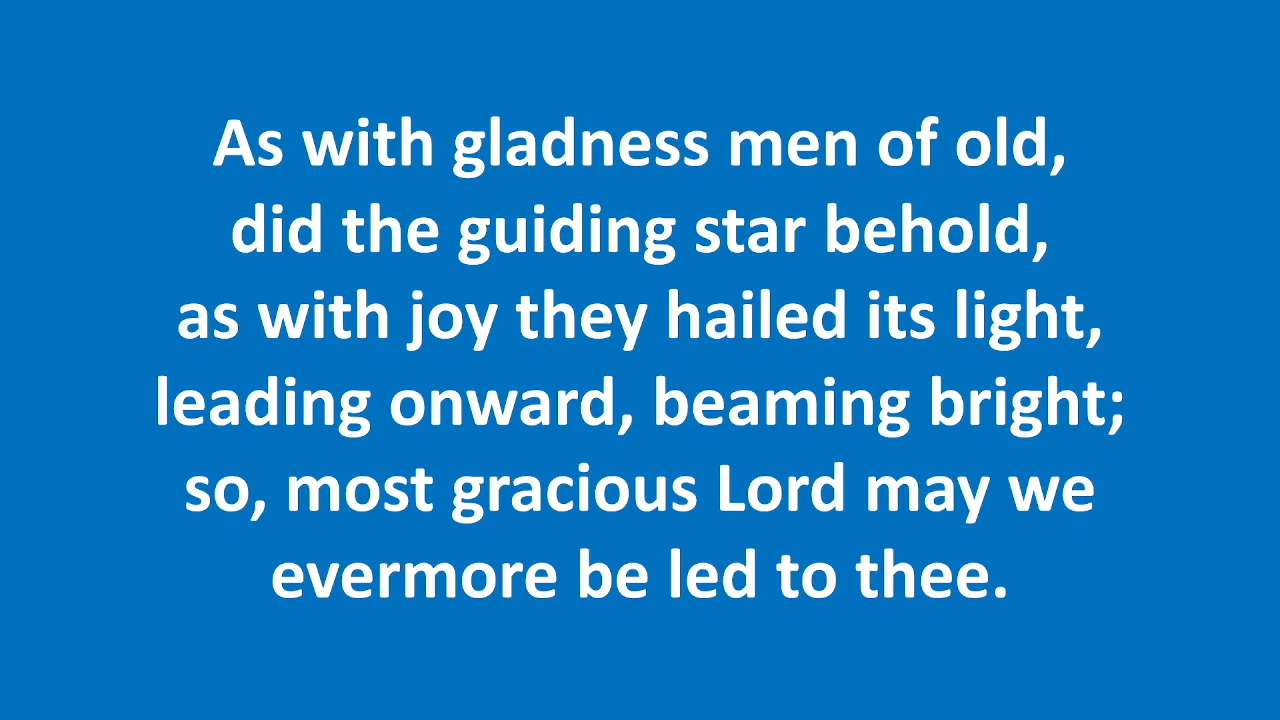 As with gladness men of old,
did the guiding star behold,
as with joy they hailed its light,
leading onward, beaming bright;
so, most gracious Lord may we
evermore be led to thee.